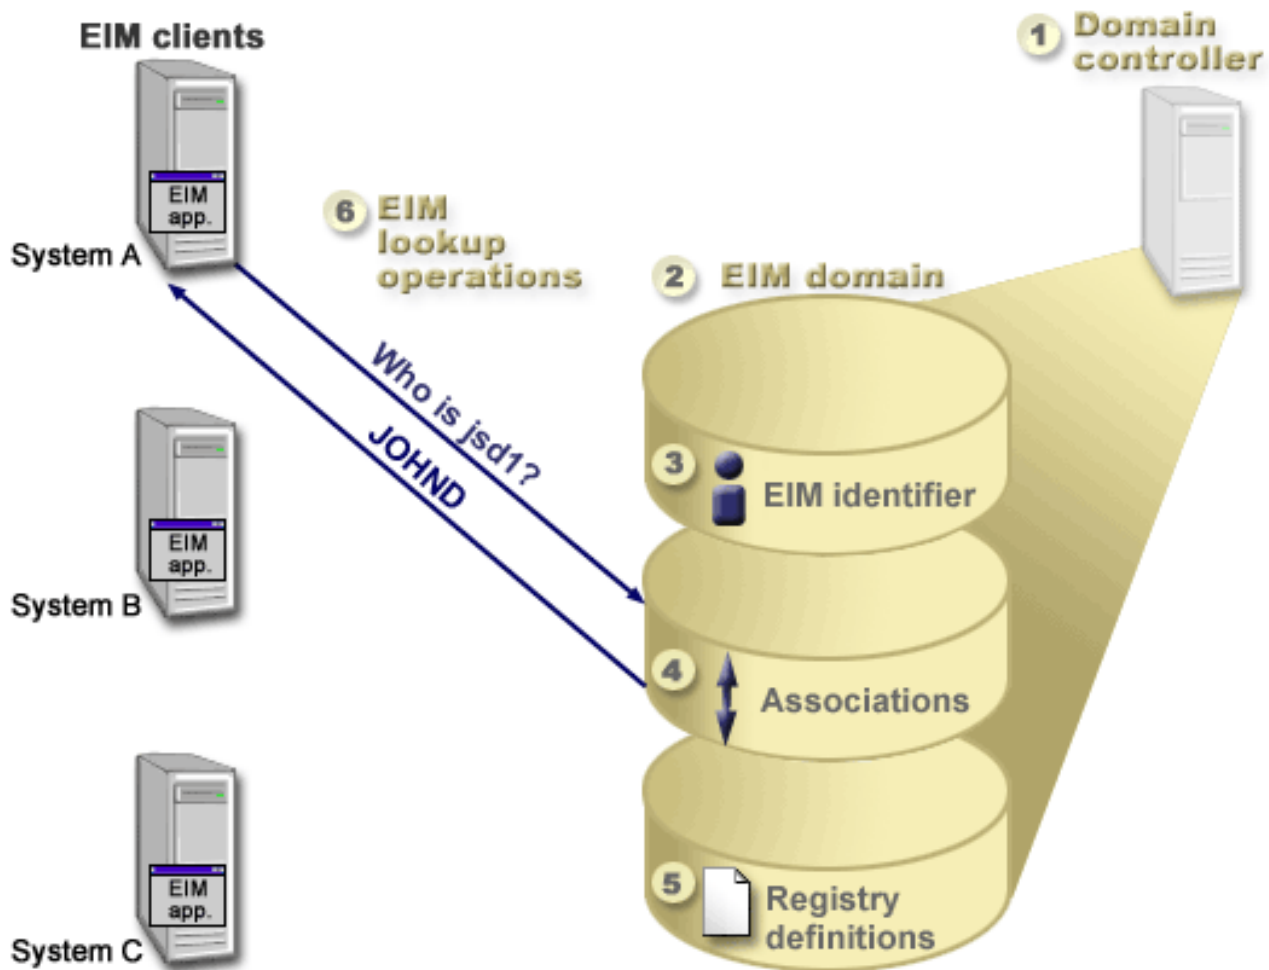 EIM clients
1 Domain
controller
EIM
app.
System A
6 EIM
lookup
operations
2 EIM domain
Who is jsd1?
JOHND
3 EIM identifier
EIM
app.
System B
4 Associations
5 Registry
definitions
EIM
app.
System C